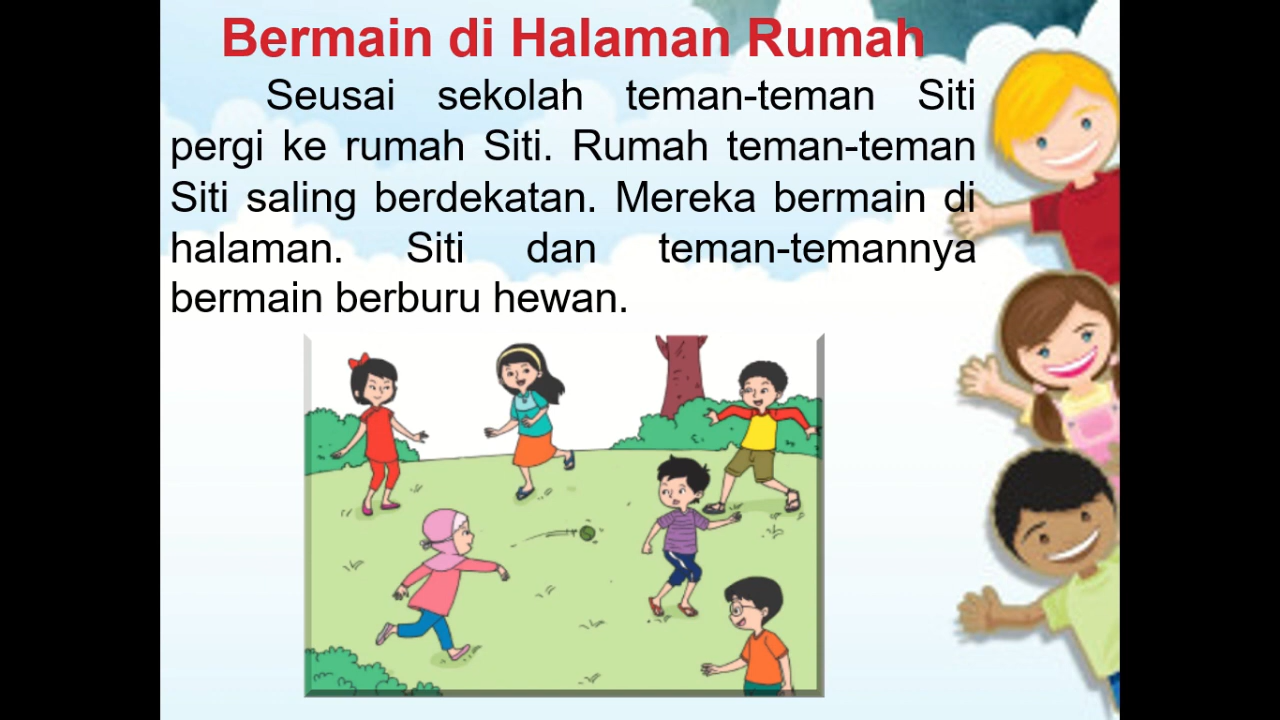 Bermain di Halaman Rumah
Seusai sekolah teman-teman Siti
pergi ke rumah Siti. Rumah teman-teman
Siti saling berdekatan. Mereka bermain di
halaman. Siti dan teman-temannya
bermain berburu hewan.